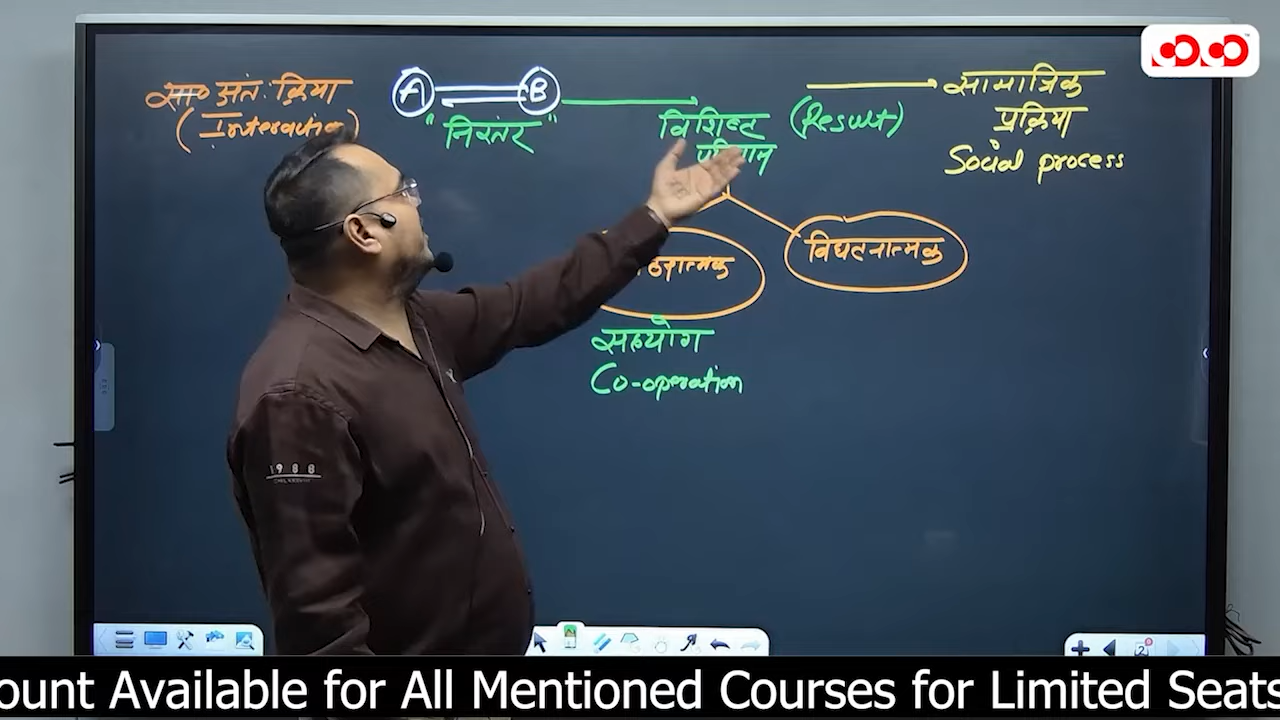 सा० अंतः क्रिया
(Interaction)
A B
"निरंतर"
विशिष्ट
(Result)
सामाजिक
प्रक्रिया
Social process
विघटनात्मक
सहयोग
Co-operation
1988
ount Available for All Mentioned Courses for Limited Seats